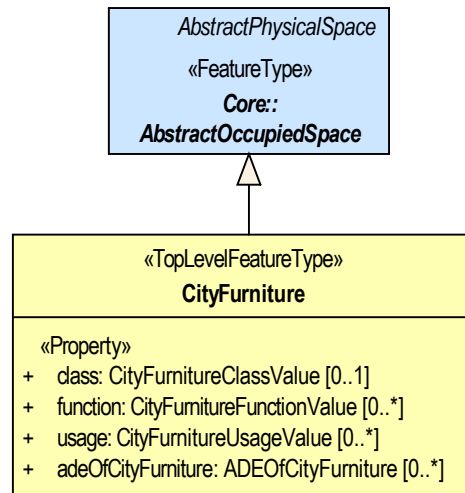 AbstractPhysicalSpace
«FeatureType»
Core::
AbstractOccupiedSpace
«TopLevelFeatureType»
CityFurniture
«Property»
+ class: CityFurnitureClassValue [0..1]
+ function: CityFurnitureFunctionValue [0..*]
+ usage: CityFurnitureUsageValue [0..*]
+ adeOfCityFurniture: ADEOfCityFurniture [0..*]